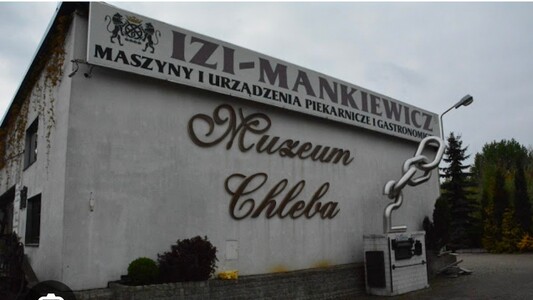 IZI-MANKIEWICZ
MASZYNY I URZĄDZENIA PIEKARNICZE I GASTRONOMICZNE
Muzeum
Chleba